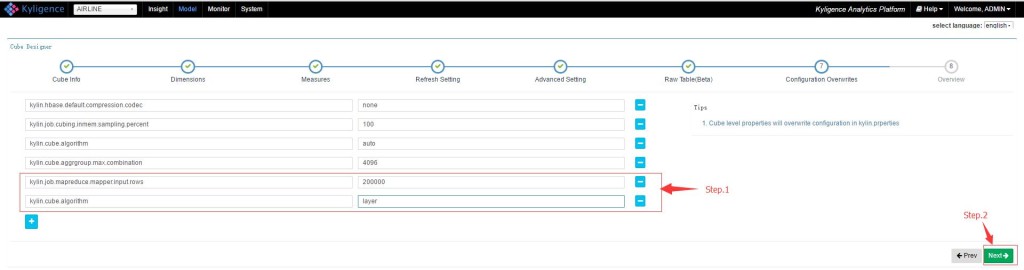 Kyligence AIRLINE Insight Model Monitor System Kyligence Analytics Platform Help Welcome, ADMIN
select language: english
Cube Designer
7 8
Cube Info Dimensions Measures Refresh Setting Advanced Setting Raw Table(Beta) Configuration Overwrites Overview
kylin.hbase.default.compression.codec none
Tips
kylin.job.cubing.inmem.sampling.percent 100
1. Cube level properties will overwrite configuration in kylin.prperties
kylin.cube.algorithm auto
kylin.cube.aggrgroup.max.combination 4096
kylin.job.mapreduce.mapper.input.rows 200000
Step.1
kylin.cube.algorithm layer
Step.2
Prev Next